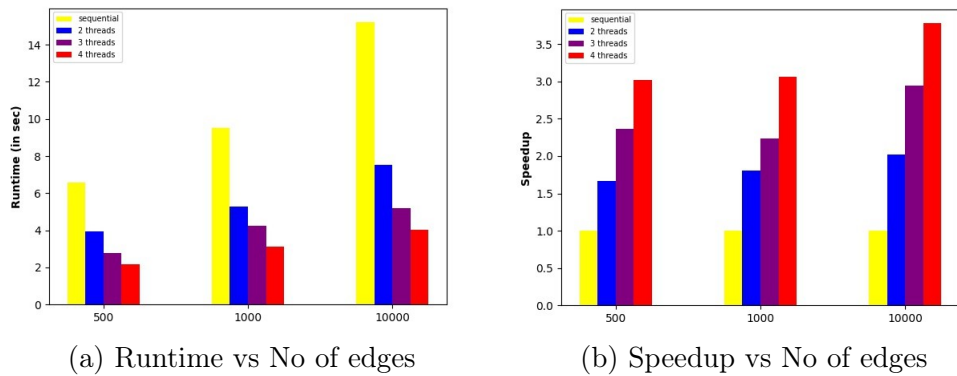 sequential
2 threads
3 threads
4 threads
Runtime (in sec)
14
12
10
8
6
4
2
0
500
1000
10000
(a) Runtime vs No of edges
sequential
2 threads
3 threads
4 threads
Speedup
3.5
3.0
2.5
2.0
1.5
1.0
0.5
0.0
500
1000
10000
(b) Speedup vs No of edges